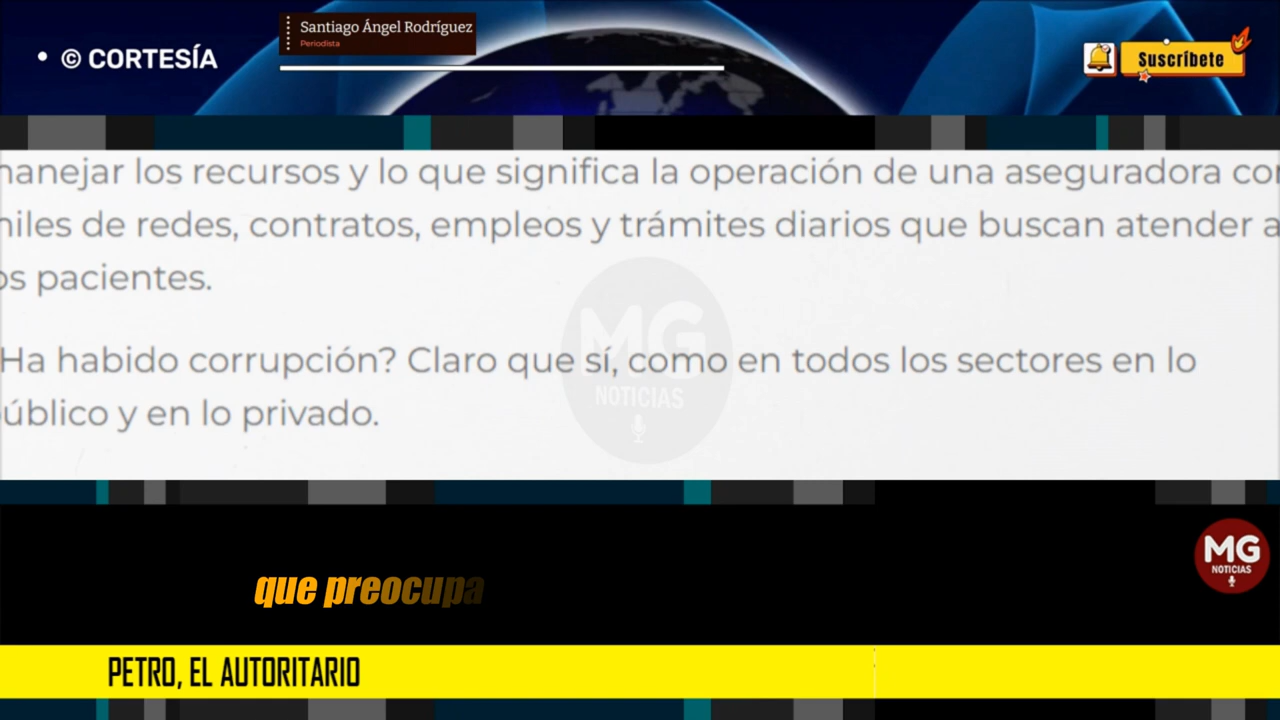 • © CORTESÍA
Santiago Ángel Rodríguez
Periodista
Suscríbete
manejar los recursos y lo que significa la operación de una aseguradora con
miles de redes, contratos, empleos y trámites diarios que buscan atender a
os pacientes.
Ha habido corrupción? Claro que sí, como en todos los sectores en lo
público y en lo privado.
MG
NOTICIAS
que preocupa
MG
NOTICIAS
PETRO, EL AUTORITARIO